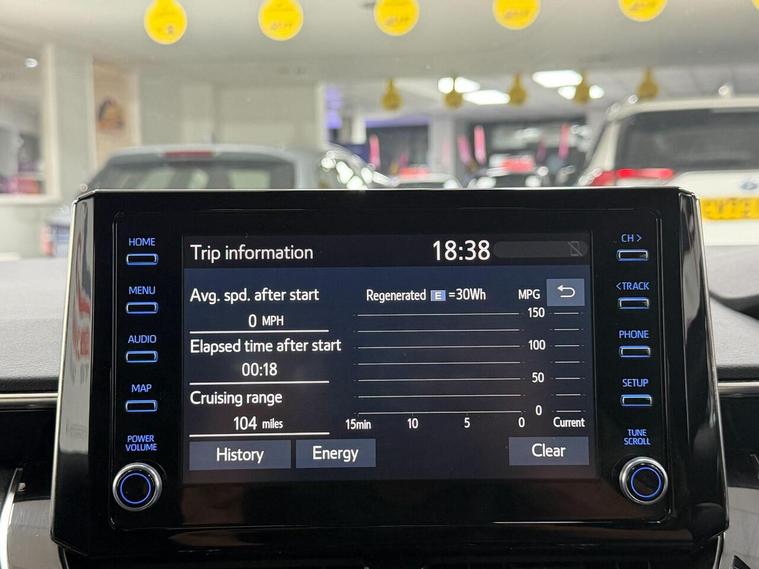 HOME
MENU
AUDIO
MAP
POWER
VOLUME
Trip information
18:38
Avg. spd. after start
0 MPH
Elapsed time after start
00:18
Cruising range
104 miles
Regenerated E =30Wh
MPG
150
100
50
0
15min 10 5 0 Current
History
Energy
Clear
CH >
<TRACK
PHONE
SETUP
TUNE
SCROLL